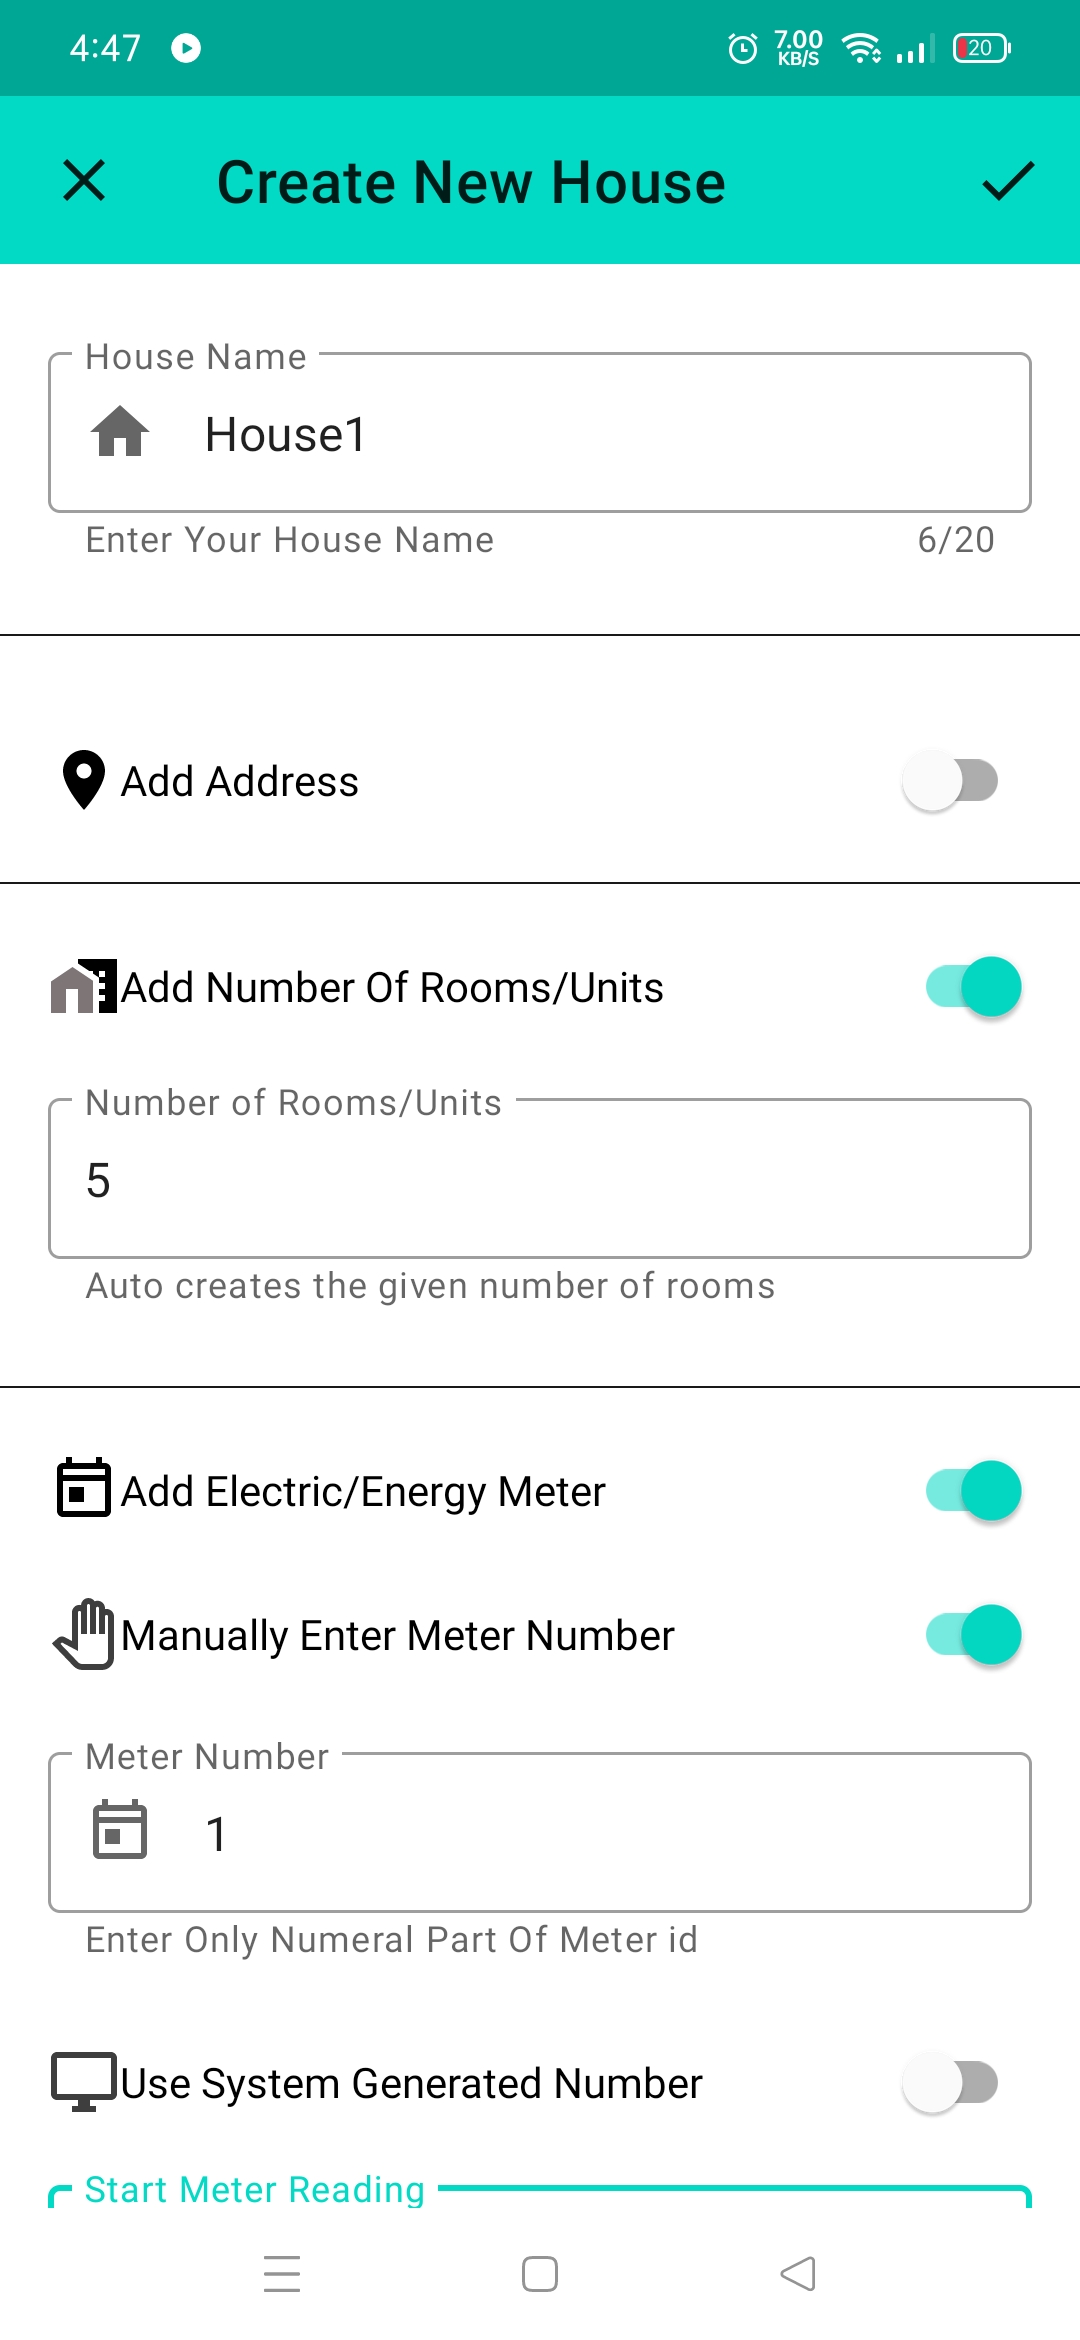 4:47
7.00
KB/S
20
Create New House
House Name
House1
Enter Your House Name 6/20
Add Address
Add Number Of Rooms/Units
Number of Rooms/Units
5
Auto creates the given number of rooms
Add Electric/Energy Meter
Manually Enter Meter Number
Meter Number
1
Enter Only Numeral Part Of Meter id
Use System Generated Number
Start Meter Reading